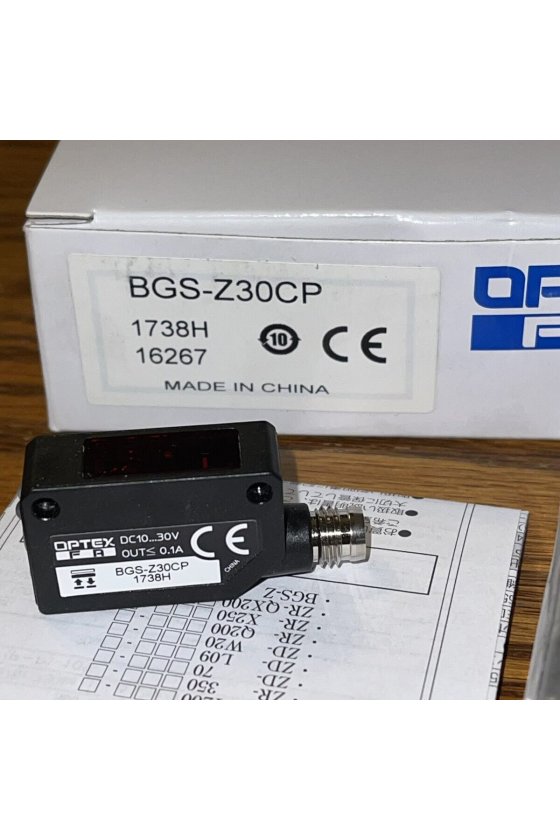 BGS-Z30CP
1738H
16267
10
CE
MADE IN CHINA
OPTEX
FA
DC10...30V
OUT≤ 0.1A
CE
BGS-Z30CP
1738H
CHINA
・BGS-Z
・ZR-QX200
・ZR-X250
・ZR-Q200
・ZD-W20
・ZD-L09
・ZD-70
ZR-350